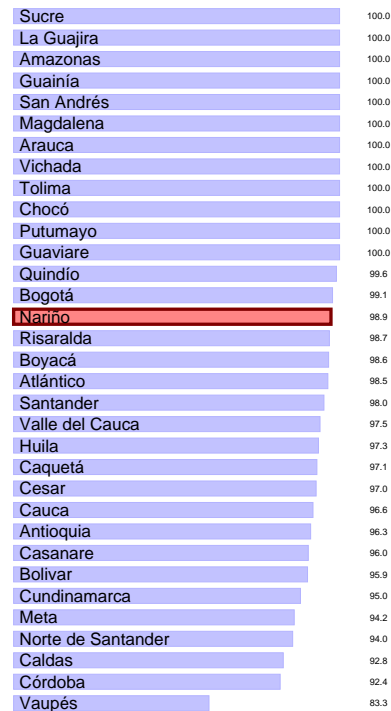 Sucre 100.0
La Guajira 100.0
Amazonas 100.0
Guainía 100.0
San Andrés 100.0
Magdalena 100.0
Arauca 100.0
Vichada 100.0
Tolima 100.0
Chocó 100.0
Putumayo 100.0
Guaviare 100.0
Quindío 99.6
Bogotá 99.1
Nariño 98.9
Risaralda 98.7
Boyacá 98.6
Atlántico 98.5
Santander 98.0
Valle del Cauca 97.5
Huila 97.3
Caquetá 97.1
Cesar 97.0
Cauca 96.6
Antioquia 96.3
Casanare 96.0
Bolivar 95.9
Cundinamarca 95.0
Meta 94.2
Norte de Santander 94.0
Caldas 92.8
Córdoba 92.4
Vaupés 83.3